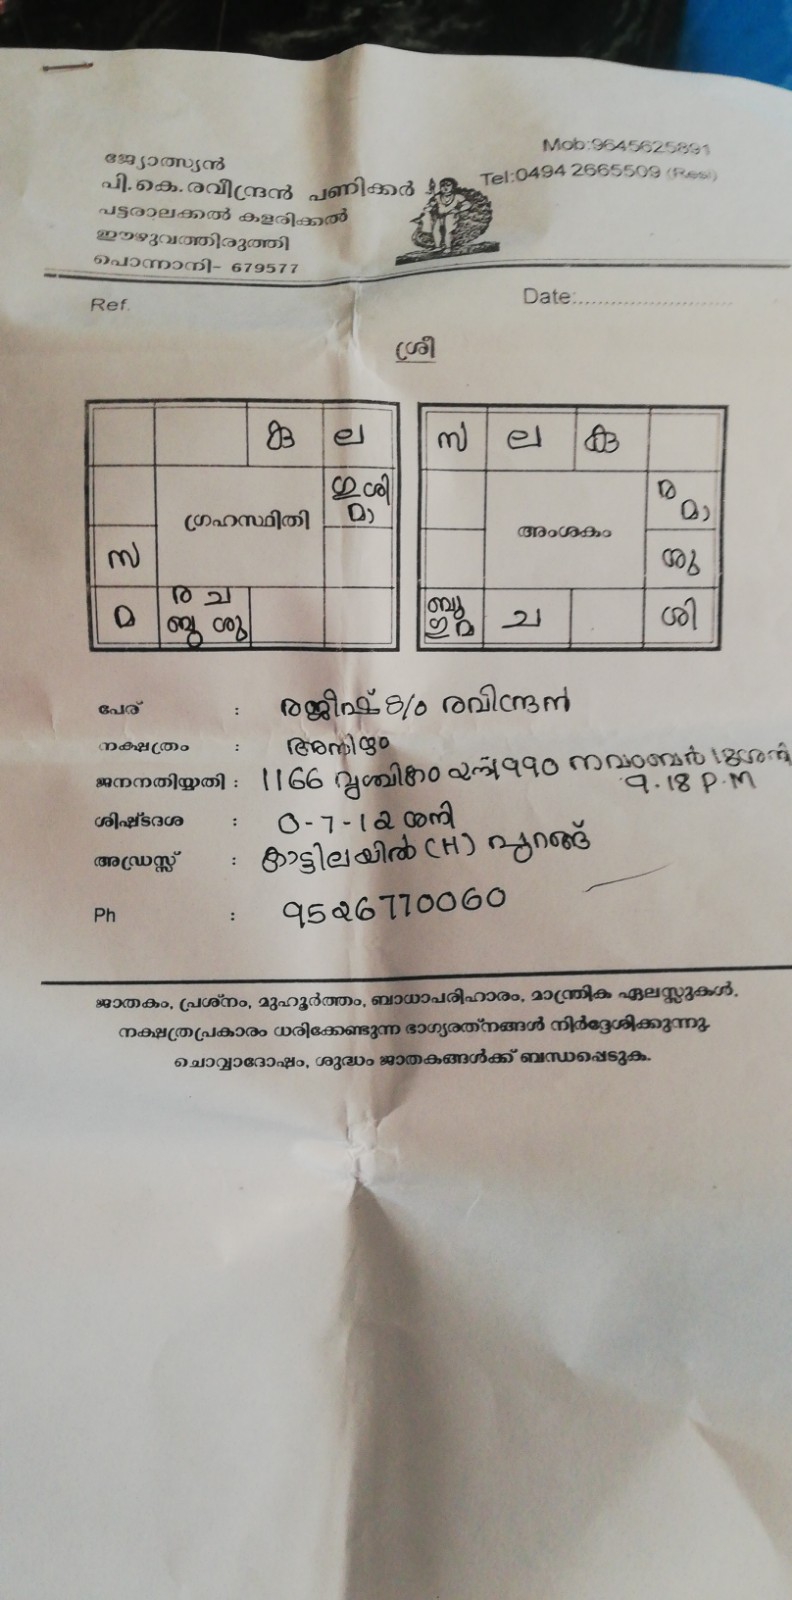 ജ്യോത്സ്യൻ
പി.കെ.രവീന്ദ്രൻ പണിക്കർ
പട്ടരാലക്കൽ കളരിക്കൽ
ഈഴുവത്തിരുത്തി
പൊന്നാനി- 679577
Mob:9645625891
Tel:0494 2665509 (Resi)
Ref.
Date:...........................
ശ്രീ
കു ല
ഗു ശി
മാ
ഗ്രഹസ്ഥിതി
സ
മ
ര ച
ബു ശു
സ ല കു
ര
മാ
അംശകം
ശു
ബു
ഗു മ
ച
ശി
പേര് : രജീഷ് S/o രവീന്ദ്രൻ
നക്ഷത്രം : അനിഴം
ജനനതിയ്യതി : 1166 വൃശ്ചികം 2ന് 1990 നവംബർ 18
9.18 P.M
ശിഷ്ടദശ : 0-7-12 ശനി
അഡ്രസ്സ് : കാട്ടിലയിൽ (H) പുറങ്ങ്
Ph : 9526770060
ജാതകം, പ്രശ്നം, മുഹൂർത്തം, ബാധാപരിഹാരം, മാന്ത്രിക ഏലസ്സുകൾ.
നക്ഷത്രപ്രകാരം ധരിക്കേണ്ടുന്ന ഭാഗ്യരത്നങ്ങൾ നിർദ്ദേശിക്കുന്നു.
ചൊവ്വാദോഷം, ശുദ്ധം ജാതകങ്ങൾക്ക് ബന്ധപ്പെടുക.